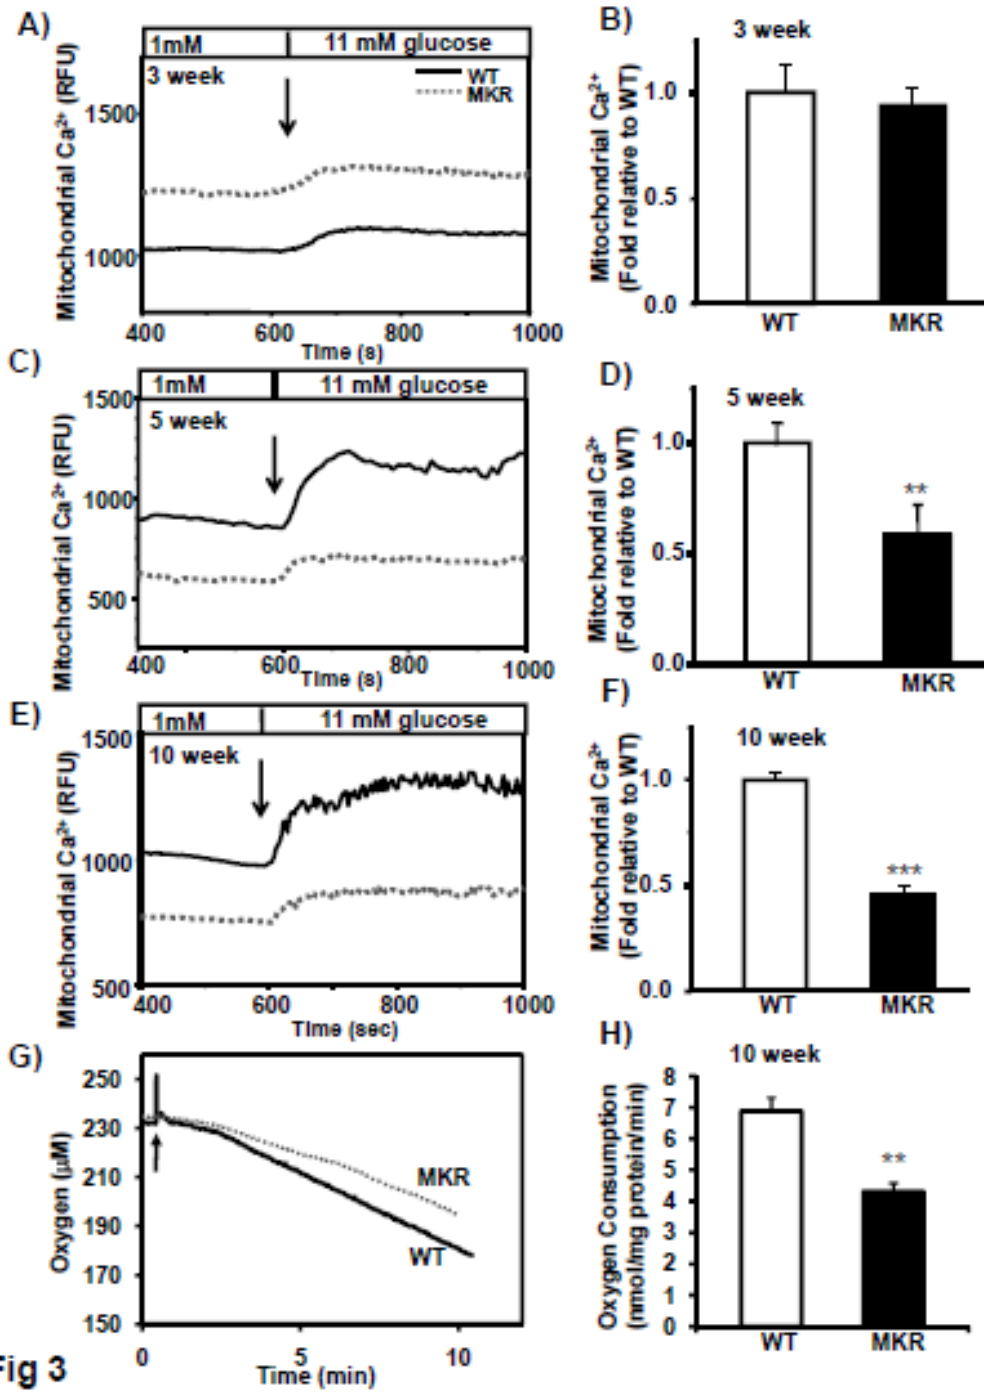 A)
1mM 11 mM glucose
3 week
WT
MKR
Mitochondrial Ca²⁺ (RFU)
1500
1000
400 600 800 1000
Time (s)
B)
3 week
Mitochondrial Ca²⁺
(Fold relative to WT)
1.0
0.5
0.0
WT MKR
C)
1mM 11 mM glucose
5 week
Mitochondrial Ca²⁺ (RFU)
1500
1000
500
400 600 800 1000
Time (s)
D)
5 week
Mitochondrial Ca²⁺
(Fold relative to WT)
1.0
0.5
0.0
**
WT MKR
E)
1mM 11 mM glucose
10 week
Mitochondrial Ca²⁺ (RFU)
1500
1000
500
400 600 800 1000
Time (sec)
F)
10 week
Mitochondrial Ca²⁺
(Fold relative to WT)
1.0
0.5
0.0
***
WT MKR
G)
Oxygen (µM)
250
230
210
190
170
150
MKR
WT
0 5 10
Time (min)
H)
10 week
Oxygen Consumption
(nmol/mg protein/min)
8
7
6
5
4
3
2
1
0
**
WT MKR
Fig 3